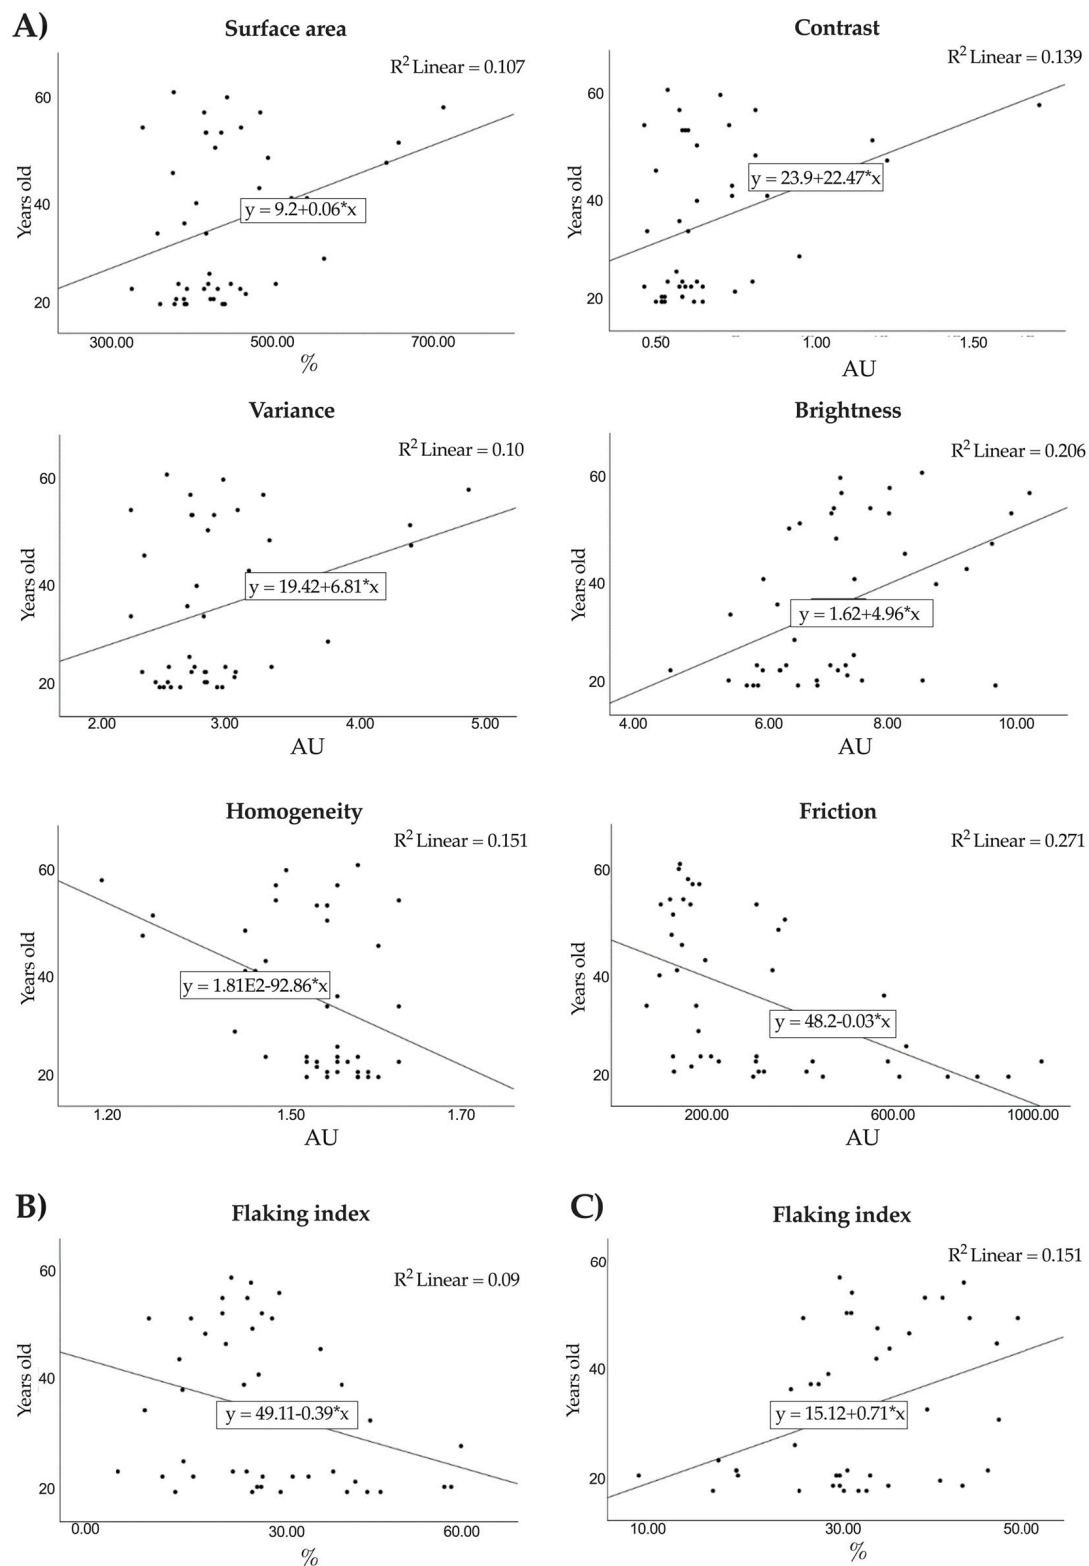 A)
Surface area
R² Linear = 0.107
60
40
20
Years old
y = 9.2+0.06*x
300.00 500.00 700.00
%
Contrast
R² Linear = 0.139
60
40
20
Years old
y = 23.9+22.47*x
0.50 1.00 1.50
AU
Variance
R² Linear = 0.10
60
40
20
Years old
y = 19.42+6.81*x
2.00 3.00 4.00 5.00
AU
Brightness
R² Linear = 0.206
60
40
20
Years old
y = 1.62+4.96*x
4.00 6.00 8.00 10.00
AU
Homogeneity
R² Linear = 0.151
60
40
20
Years old
y = 1.81E2-92.86*x
1.20 1.50 1.70
AU
Friction
R² Linear = 0.271
60
40
20
Years old
y = 48.2-0.03*x
200.00 600.00 1000.00
AU
B)
Flaking index
R² Linear = 0.09
60
40
20
Years old
y = 49.11-0.39*x
0.00 30.00 60.00
%
C)
Flaking index
R² Linear = 0.151
60
40
20
Years old
y = 15.12+0.71*x
10.00 30.00 50.00
%